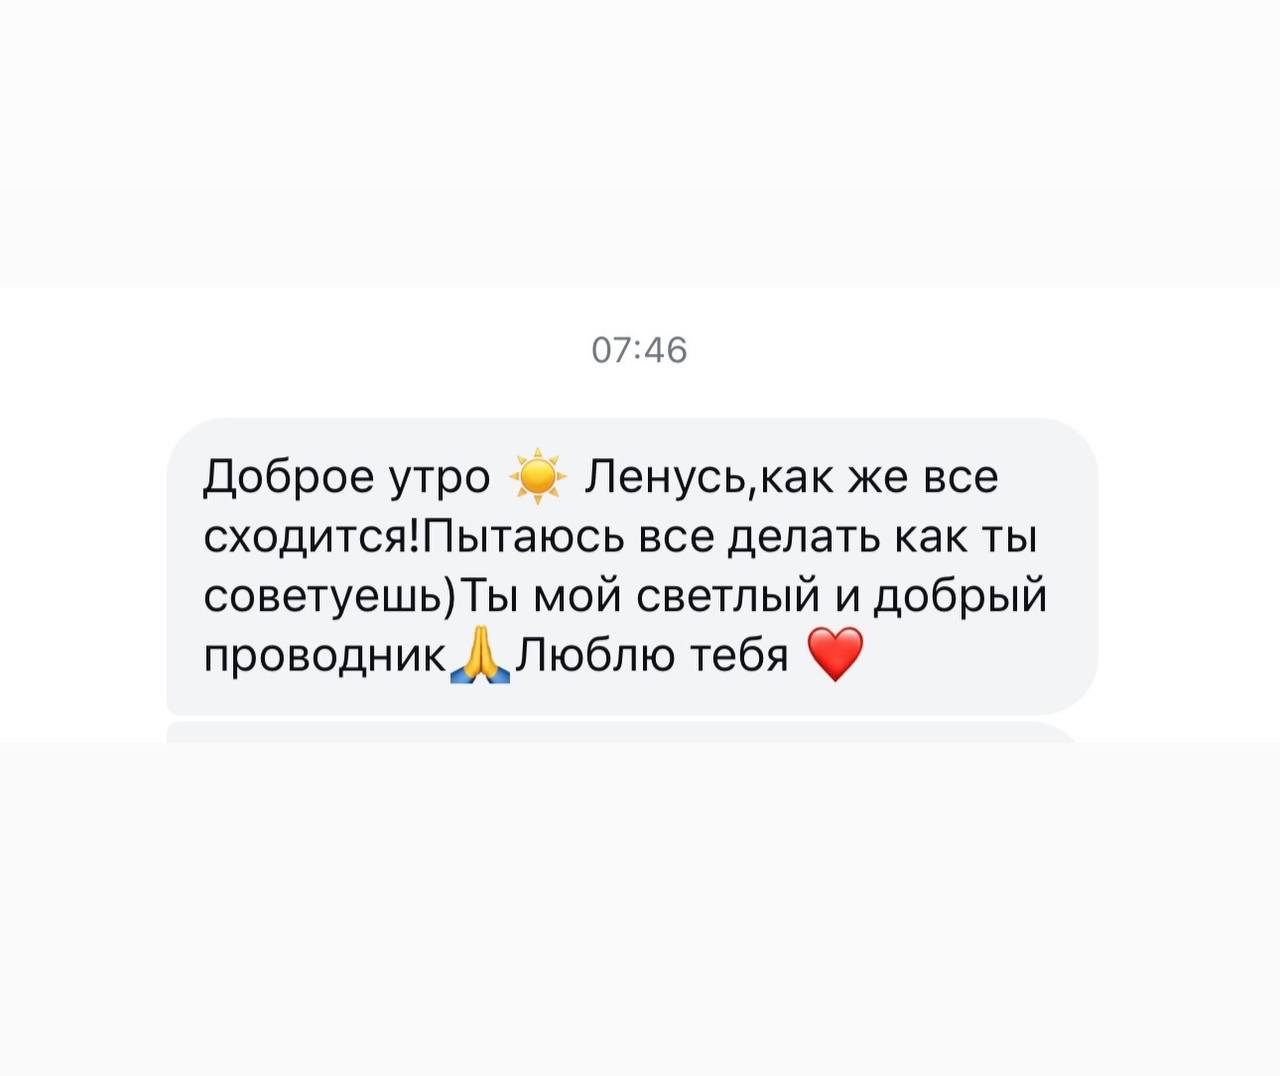 07:46
Доброе утро ☀️ Ленусь,как же все
сходится!Пытаюсь все делать как ты
советуешь)Ты мой светлый и добрый
проводник🙏Люблю тебя ❤️